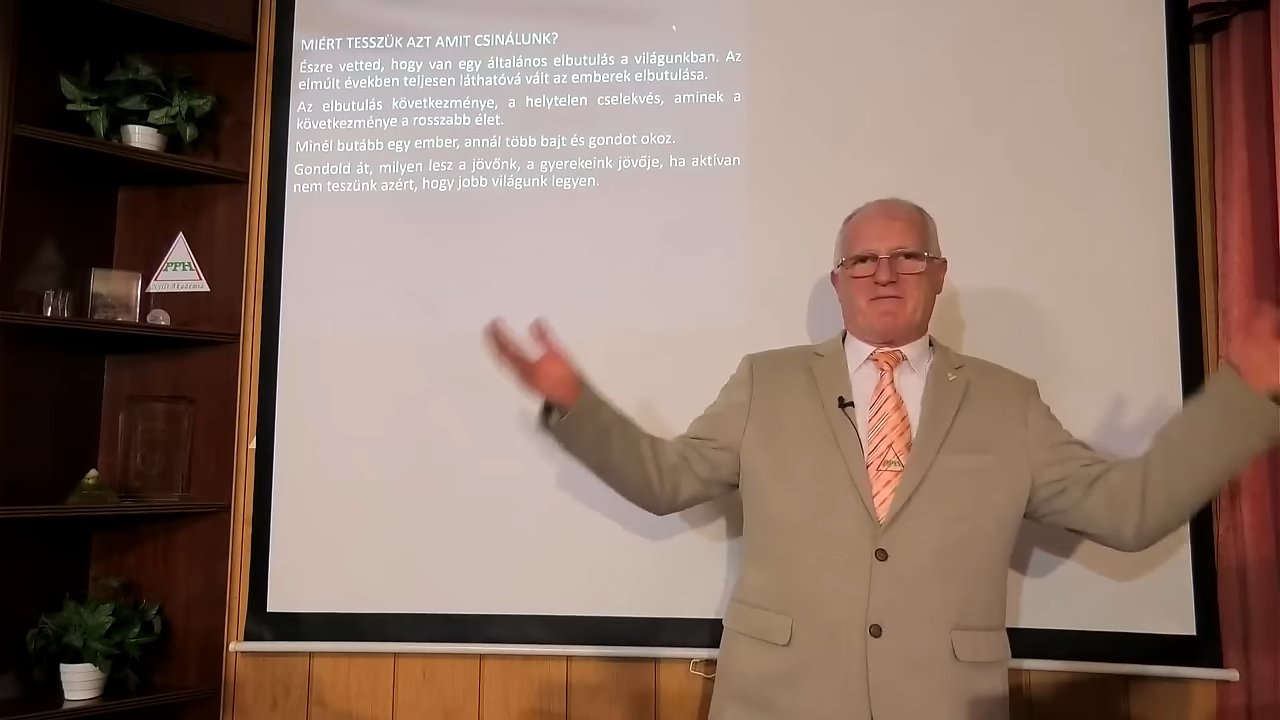 MIÉRT TESSZÜK AZT AMIT CSINÁLUNK?
Észre vetted, hogy van egy általános elbutulás a világunkban. Az
elmúlt években teljesen láthatóvá vált az emberek elbutulása.
Az elbutulás következménye, a helytelen cselekvés, aminek a
következménye a rosszabb élet.
Minél butább egy ember, annál több bajt és gondot okoz.
Gondold át, milyen lesz a jövőnk, a gyerekeink jövője, ha aktívan
nem teszünk azért, hogy jobb világunk legyen.
PPH
Nyílt Akadémia
PPH